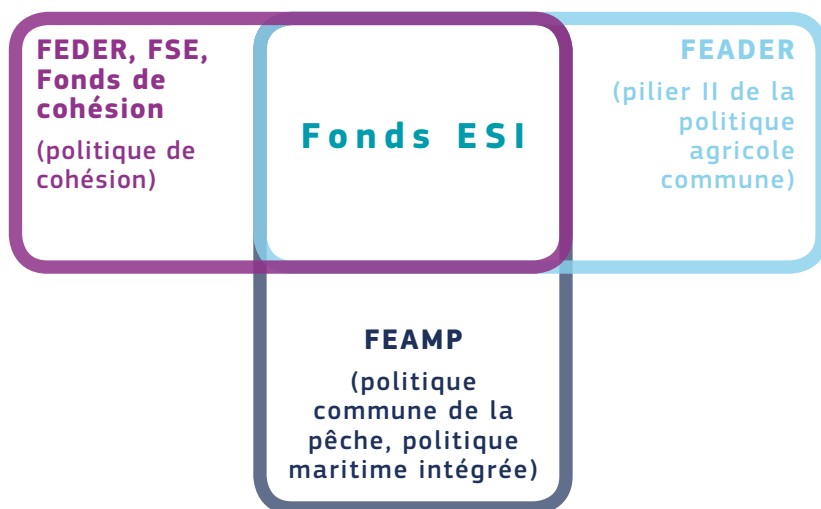 FEDER, FSE,
Fonds de
cohésion
(politique de
cohésion)
Fonds ESI
FEADER
(pilier II de la
politique
agricole
commune)
FEAMP
(politique
commune de la
pêche, politique
maritime intégrée)